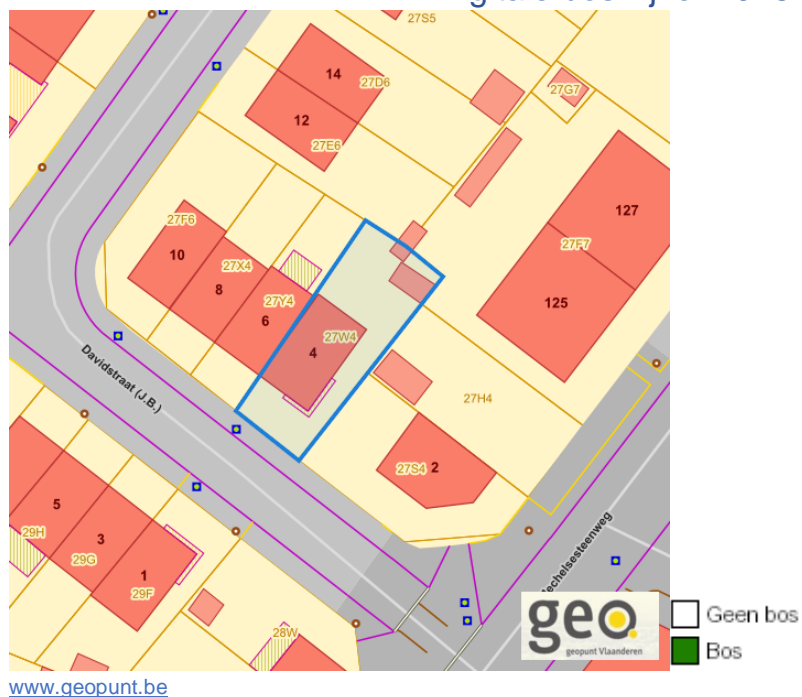 27S5
14
27D6
12
27E6
27G7
127
27F7
125
27F6
10
27X4
8
27Y4
6
27W4
4
Davidstraat (J.B.)
27H4
27S4
2
5
29H
3
29G
1
29F
28W
geo.
geopunt Vlaanderen
Geen bos
Bos
www.geopunt.be